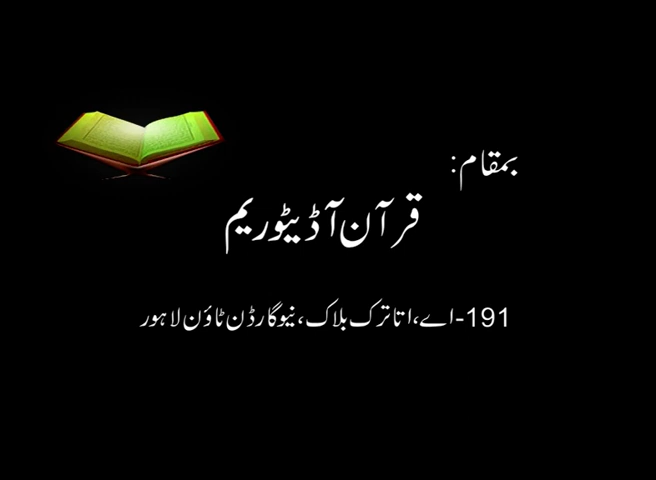 بمقام:
قرآن آڈیٹوریم
191-اے، اتاترک بلاک، نیو گارڈن ٹاؤن لاہور